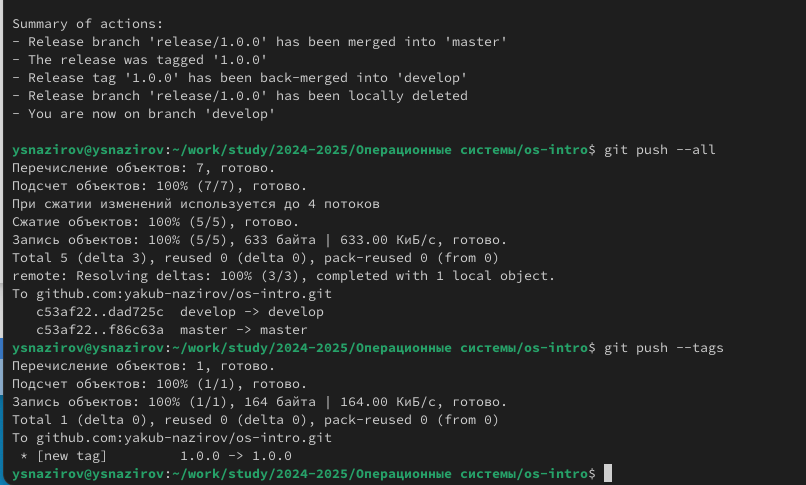 Summary of actions:
- Release branch 'release/1.0.0' has been merged into 'master'
- The release was tagged '1.0.0'
- Release tag '1.0.0' has been back-merged into 'develop'
- Release branch 'release/1.0.0' has been locally deleted
- You are now on branch 'develop'
ysnazirov@ysnazirov:~/work/study/2024-2025/Операционные системы/os-intro$ git push --all
Перечисление объектов: 7, готово.
Подсчет объектов: 100% (7/7), готово.
При сжатии изменений используется до 4 потоков
Сжатие объектов: 100% (5/5), готово.
Запись объектов: 100% (5/5), 633 байта | 633.00 КиБ/с, готово.
Total 5 (delta 3), reused 0 (delta 0), pack-reused 0 (from 0)
remote: Resolving deltas: 100% (3/3), completed with 1 local object.
To github.com:yakub-nazirov/os-intro.git
   c53af22..dad725c  develop -> develop
   c53af22..f86c63a  master -> master
ysnazirov@ysnazirov:~/work/study/2024-2025/Операционные системы/os-intro$ git push --tags
Перечисление объектов: 1, готово.
Подсчет объектов: 100% (1/1), готово.
Запись объектов: 100% (1/1), 164 байта | 164.00 КиБ/с, готово.
Total 1 (delta 0), reused 0 (delta 0), pack-reused 0 (from 0)
To github.com:yakub-nazirov/os-intro.git
 * [new tag]         1.0.0 -> 1.0.0
ysnazirov@ysnazirov:~/work/study/2024-2025/Операционные системы/os-intro$